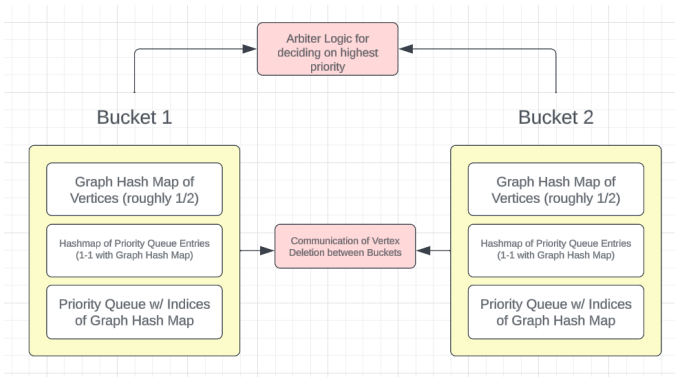 Arbiter Logic for
deciding on highest
priority
Bucket 1
Bucket 2
Graph Hash Map of
Vertices (roughly 1/2)
Hashmap of Priority Queue Entries
(1-1 with Graph Hash Map)
Priority Queue w/ Indices
of Graph Hash Map
Communication of Vertex
Deletion between Buckets
Graph Hash Map of
Vertices (roughly 1/2)
Hashmap of Priority Queue Entries
(1-1 with Graph Hash Map)
Priority Queue w/ Indices
of Graph Hash Map